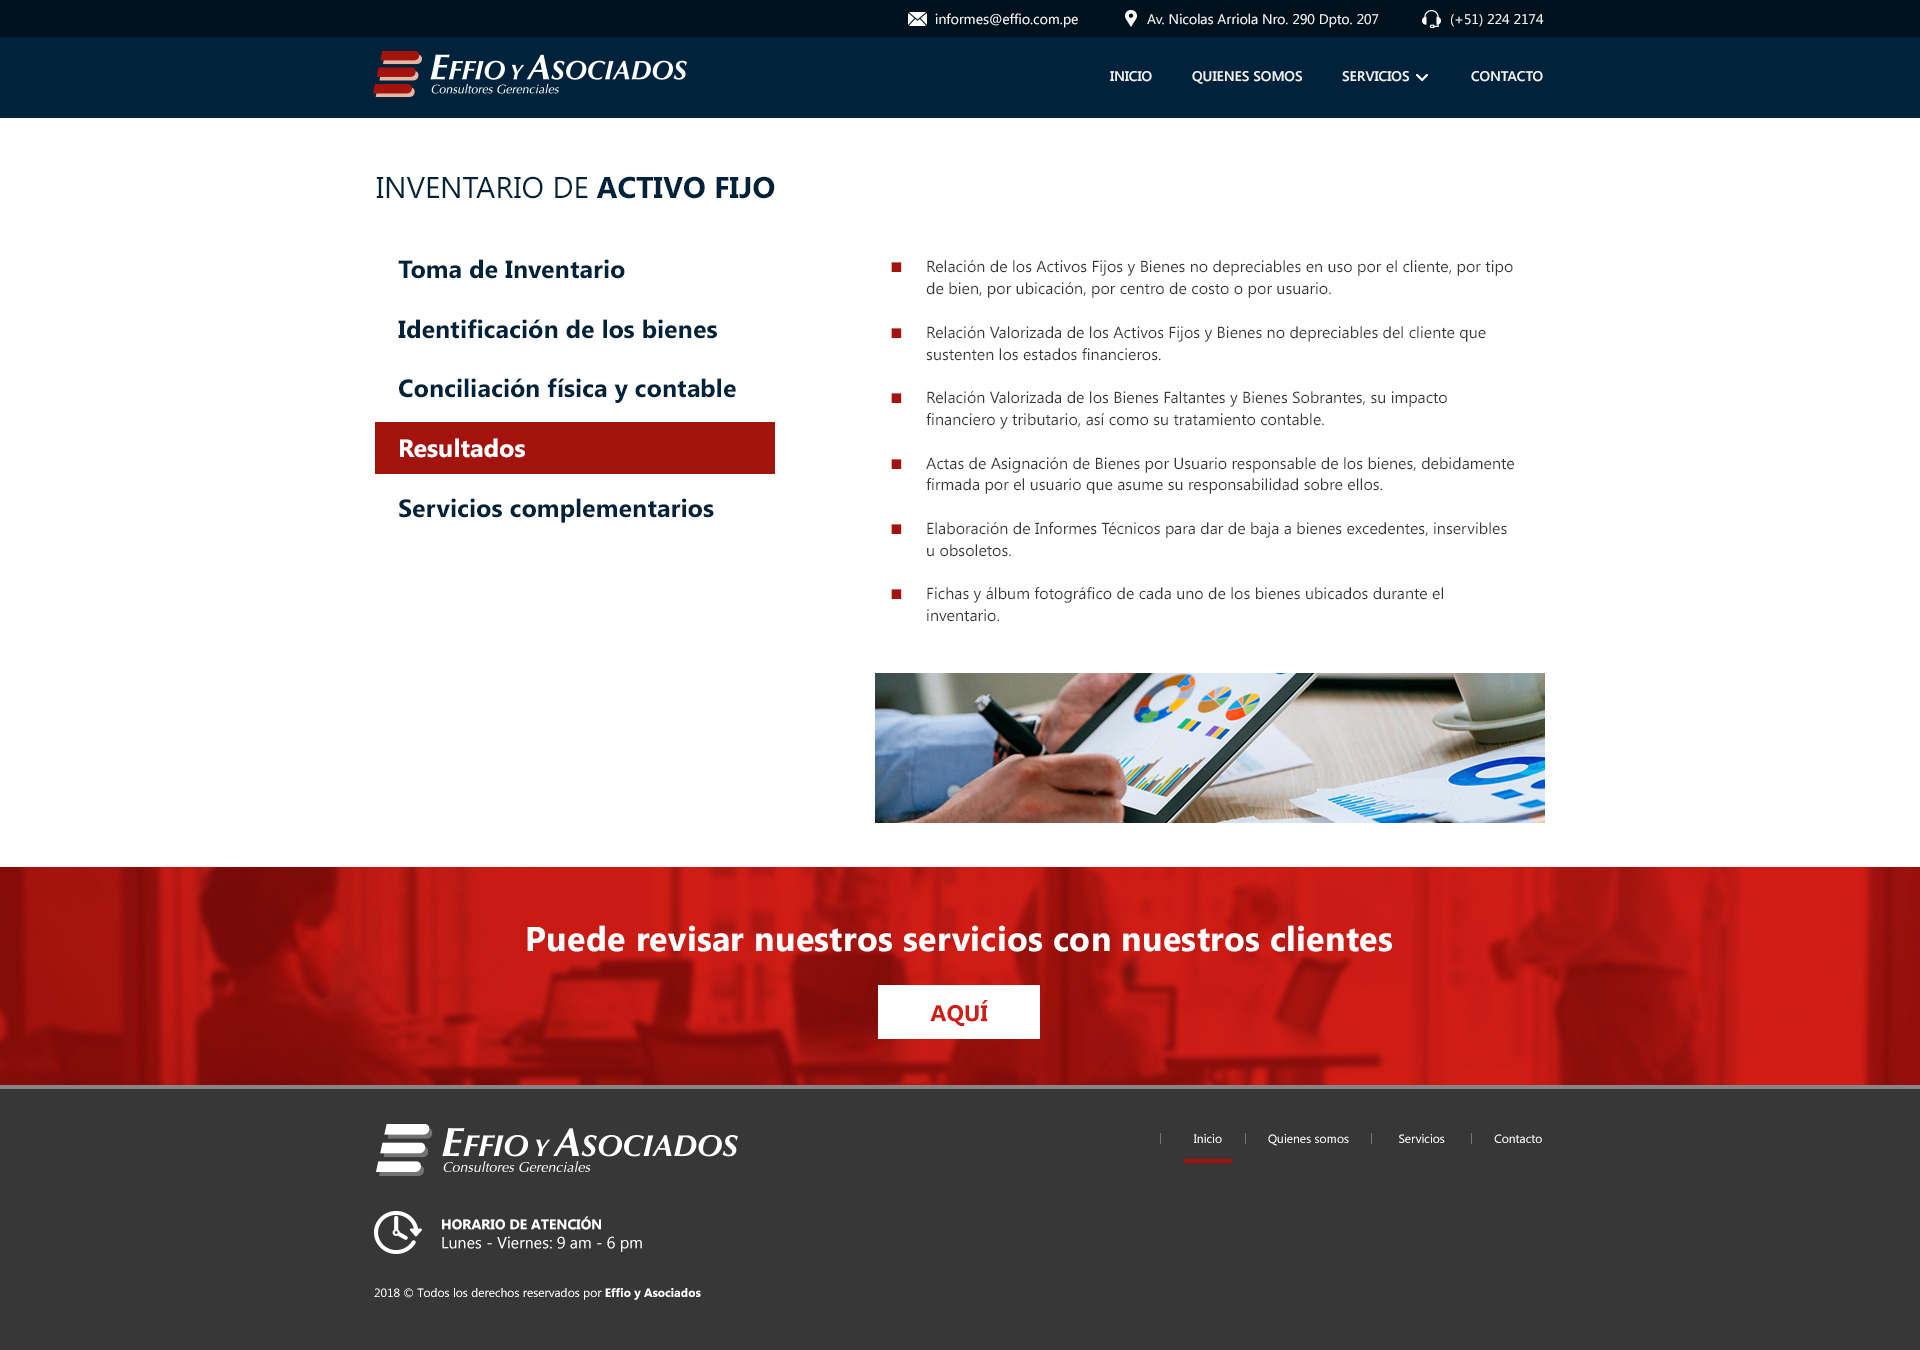 informes@effio.com.pe
Av. Nicolas Arriola Nro. 290 Dpto. 207
(+51) 224 2174
EFFIO Y ASOCIADOS
Consultores Gerenciales
INICIO
QUIENES SOMOS
SERVICIOS
CONTACTO
INVENTARIO DE ACTIVO FIJO
Toma de Inventario
Identificación de los bienes
Conciliación física y contable
Resultados
Servicios complementarios
Relación de los Activos Fijos y Bienes no depreciables en uso por el cliente, por tipo
de bien, por ubicación, por centro de costo o por usuario.
Relación Valorizada de los Activos Fijos y Bienes no depreciables del cliente que
sustenten los estados financieros.
Relación Valorizada de los Bienes Faltantes y Bienes Sobrantes, su impacto
financiero y tributario, así como su tratamiento contable.
Actas de Asignación de Bienes por Usuario responsable de los bienes, debidamente
firmada por el usuario que asume su responsabilidad sobre ellos.
Elaboración de Informes Técnicos para dar de baja a bienes excedentes, inservibles
u obsoletos.
Fichas y álbum fotográfico de cada uno de los bienes ubicados durante el
inventario.
Puede revisar nuestros servicios con nuestros clientes
AQUÍ
EFFIO Y ASOCIADOS
Consultores Gerenciales
Inicio
Quienes somos
Servicios
Contacto
HORARIO DE ATENCIÓN
Lunes - Viernes: 9 am - 6 pm
2018 © Todos los derechos reservados por Effio y Asociados